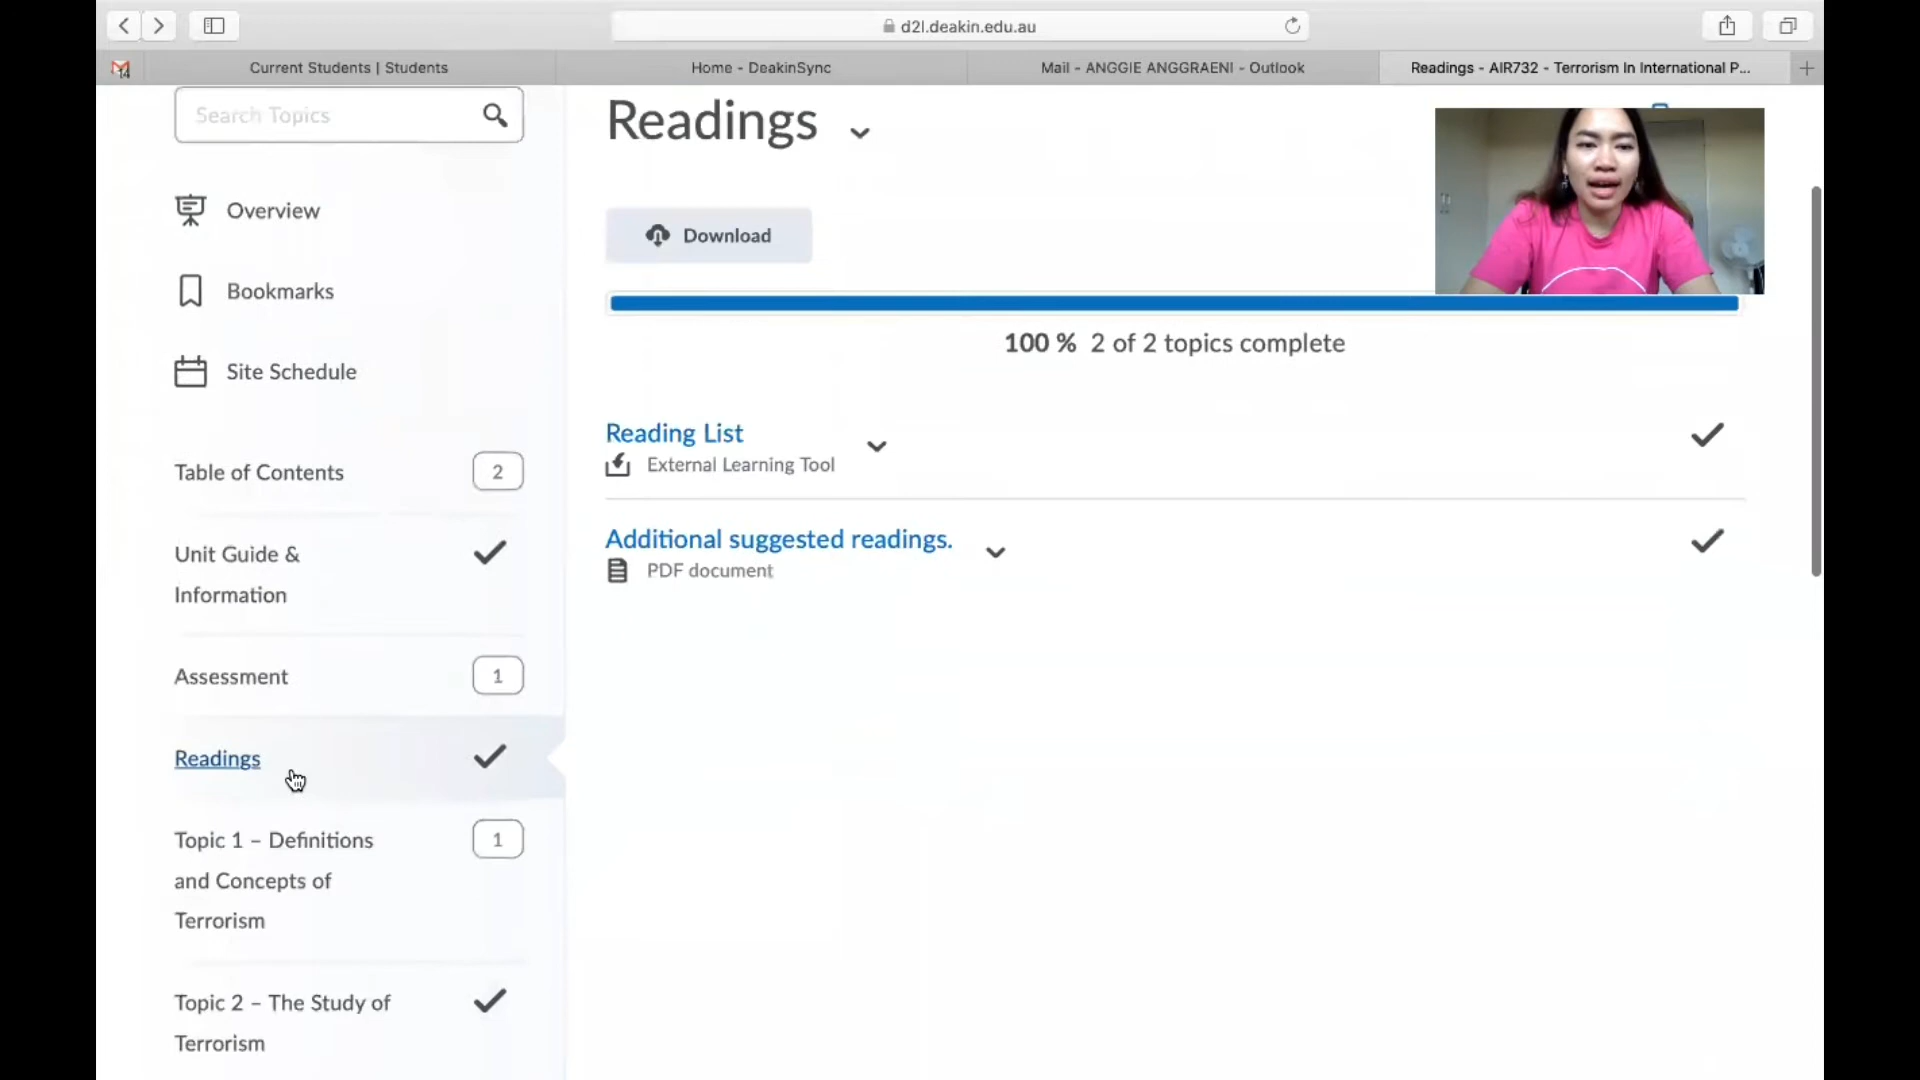 d2l.deakin.edu.au
Current Students | Students
Home - DeakinSync
Mail - ANGGIE ANGGRAENI - Outlook
Readings - AIR732 - Terrorism In International P...
Search Topics
Overview
Bookmarks
Site Schedule
Table of Contents
2
Unit Guide &
Information
Assessment
1
Readings
Topic 1 – Definitions
and Concepts of
Terrorism
1
Topic 2 – The Study of
Terrorism
Readings
Download
100 % 2 of 2 topics complete
Reading List
External Learning Tool
Additional suggested readings.
PDF document